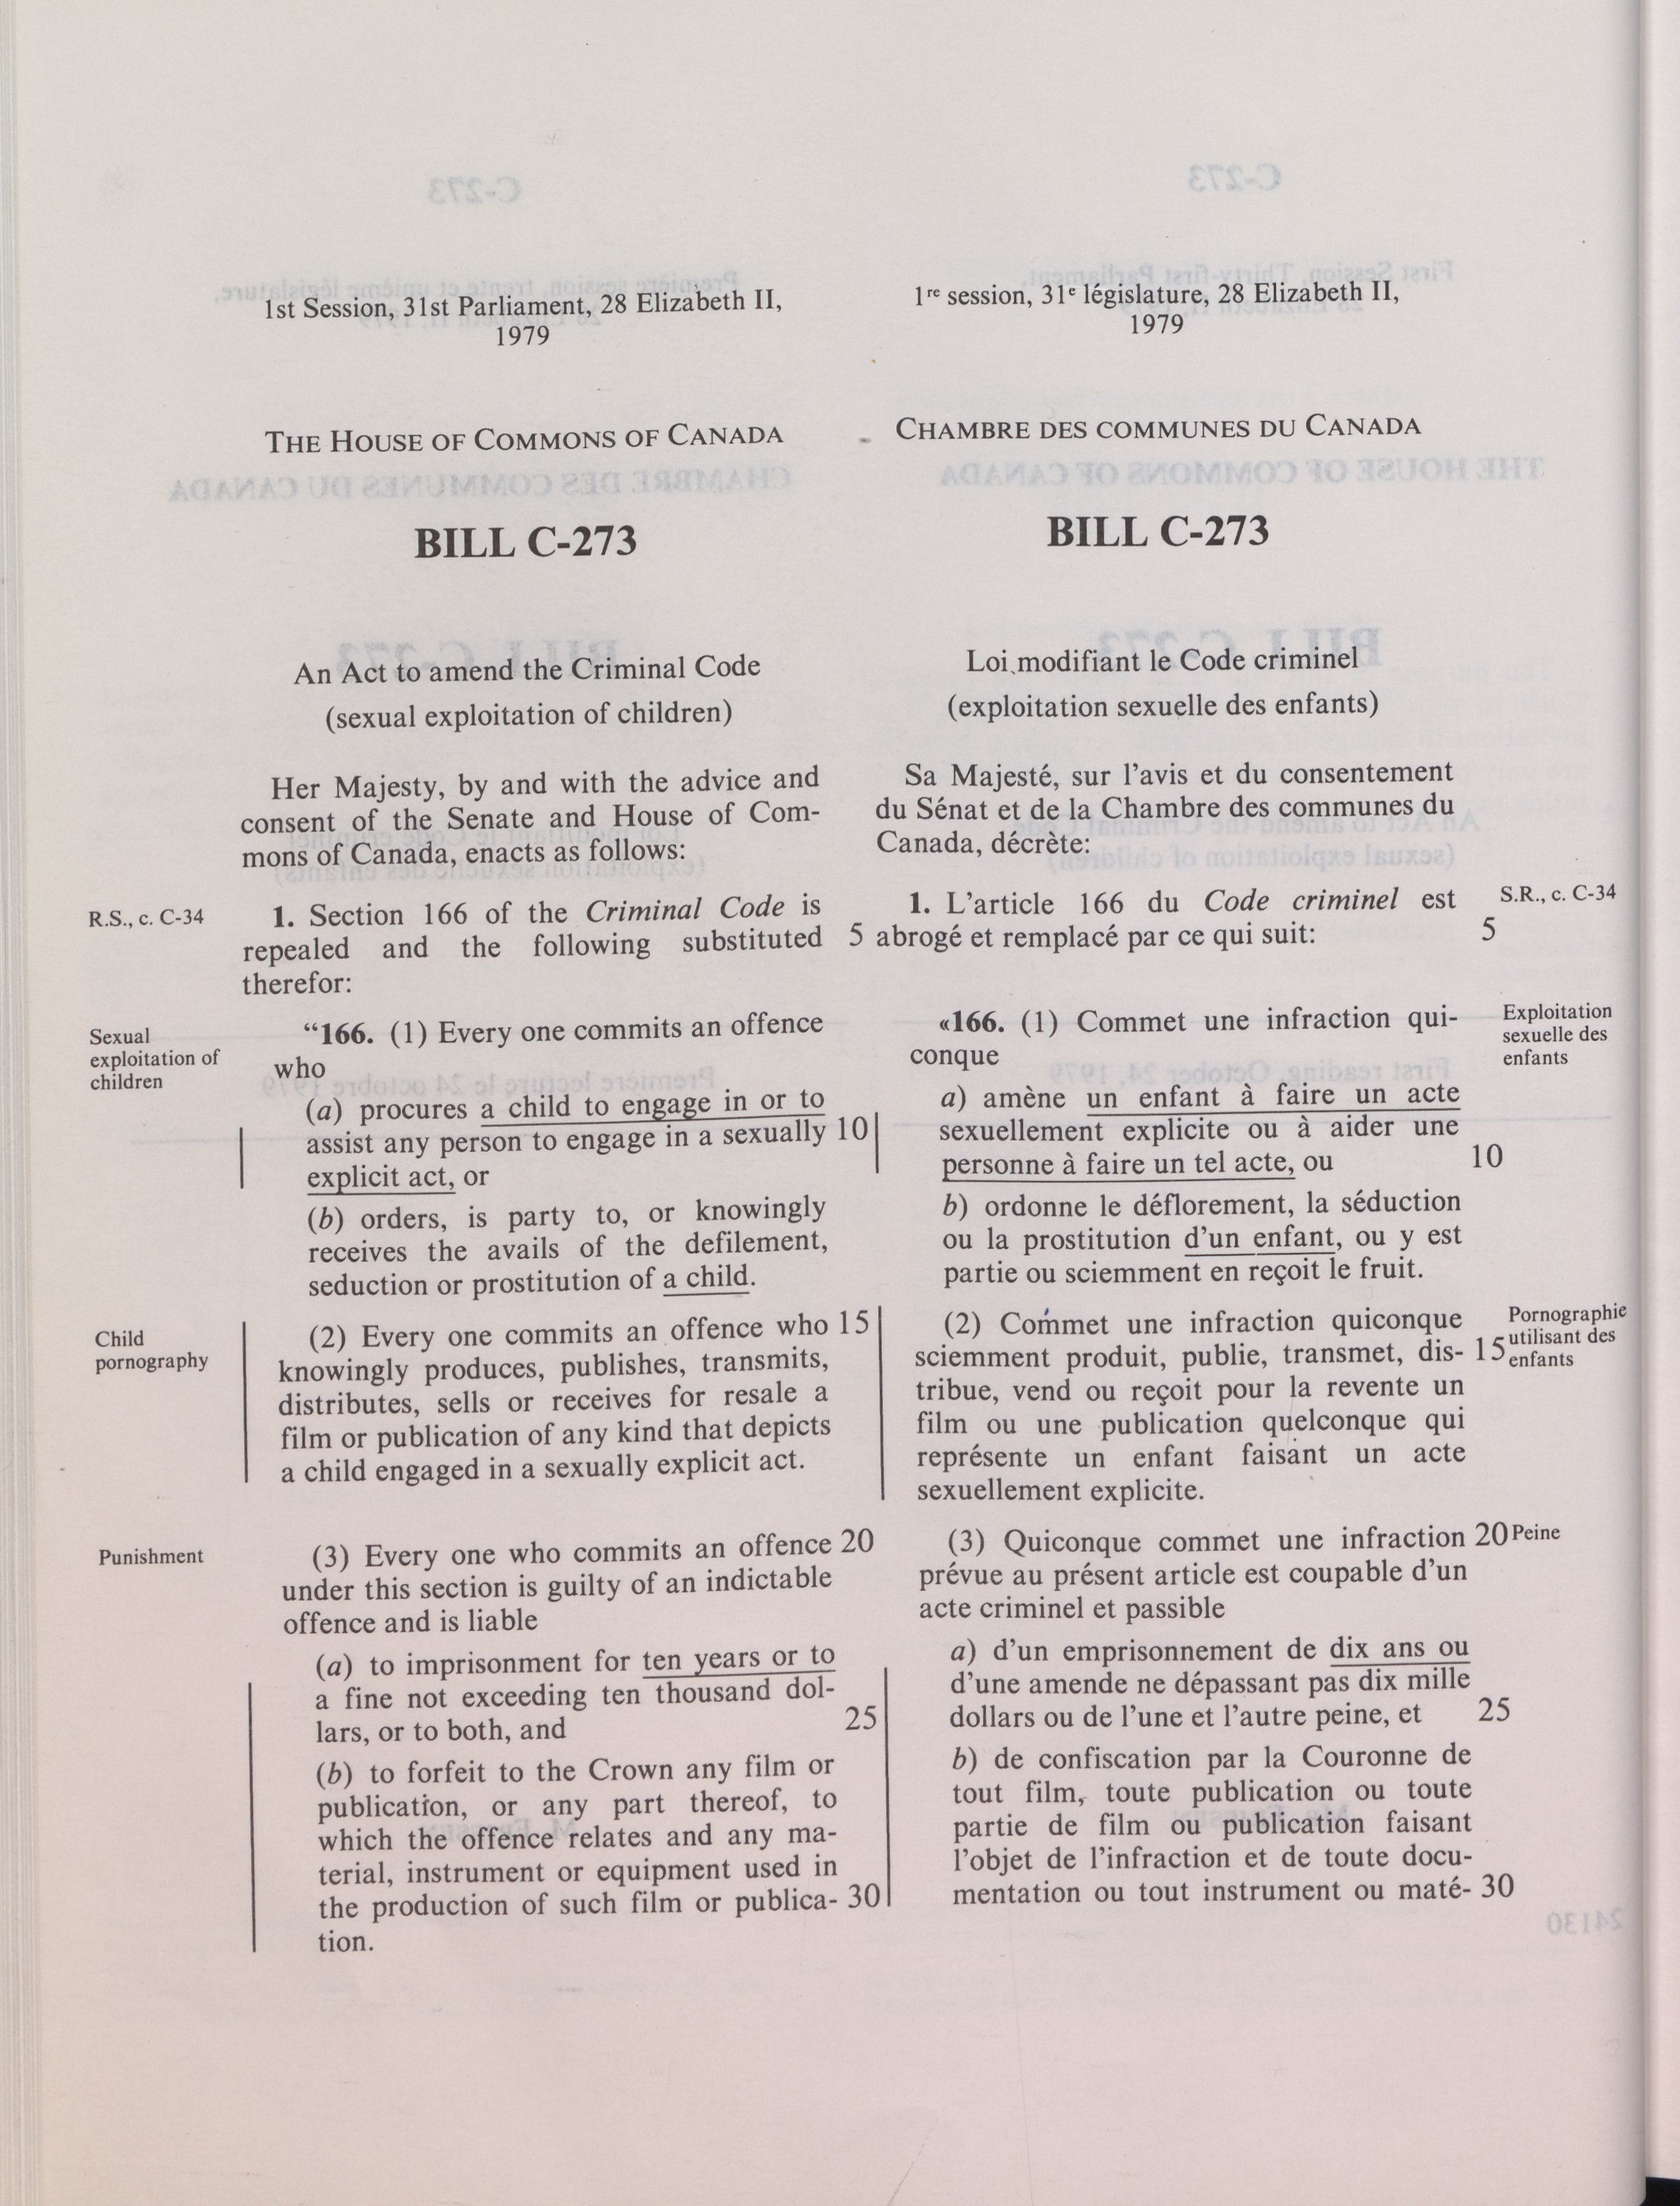 1st Session, 31st Parliament, 28 Elizabeth II,
1979
THE HOUSE OF COMMONS OF CANADA
BILL C-273
An Act to amend the Criminal Code
(sexual exploitation of children)
Her Majesty, by and with the advice and
consent of the Senate and House of Com-
mons of Canada, enacts as follows:
R.S., c. C-34
1. Section 166 of the Criminal Code is
repealed and the following substituted 5
therefor:
Sexual
exploitation of
children
“166. (1) Every one commits an offence
who
(a) procures a child to engage in or to
assist any person to engage in a sexually 10
explicit act, or
(b) orders, is party to, or knowingly
receives the avails of the defilement,
seduction or prostitution of a child.
Child
pornography
(2) Every one commits an offence who 15
knowingly produces, publishes, transmits,
distributes, sells or receives for resale a
film or publication of any kind that depicts
a child engaged in a sexually explicit act.
Punishment
(3) Every one who commits an offence 20
under this section is guilty of an indictable
offence and is liable
(a) to imprisonment for ten years or to
a fine not exceeding ten thousand dol-
lars, or to both, and 25
(b) to forfeit to the Crown any film or
publication, or any part thereof, to
which the offence relates and any ma-
terial, instrument or equipment used in
the production of such film or publica- 30
tion.
1re session, 31e législature, 28 Elizabeth II,
1979
CHAMBRE DES COMMUNES DU CANADA
BILL C-273
Loi modifiant le Code criminel
(exploitation sexuelle des enfants)
Sa Majesté, sur l’avis et du consentement
du Sénat et de la Chambre des communes du
Canada, décrète:
1. L’article 166 du Code criminel est
abrogé et remplacé par ce qui suit: 5
S.R., c. C-34
«166. (1) Commet une infraction qui-
conque
Exploitation
sexuelle des
enfants
a) amène un enfant à faire un acte
sexuellement explicite ou à aider une
personne à faire un tel acte, ou 10
b) ordonne le déflorement, la séduction
ou la prostitution d’un enfant, ou y est
partie ou sciemment en reçoit le fruit.
(2) Commet une infraction quiconque
sciemment produit, publie, transmet, dis- 15
tribue, vend ou reçoit pour la revente un
film ou une publication quelconque qui
représente un enfant faisant un acte
sexuellement explicite.
Pornographie
utilisant des
enfants
(3) Quiconque commet une infraction 20
prévue au présent article est coupable d’un
acte criminel et passible
Peine
a) d’un emprisonnement de dix ans ou
d’une amende ne dépassant pas dix mille
dollars ou de l’une et l’autre peine, et 25
b) de confiscation par la Couronne de
tout film, toute publication ou toute
partie de film ou publication faisant
l’objet de l’infraction et de toute docu-
mentation ou tout instrument ou maté- 30